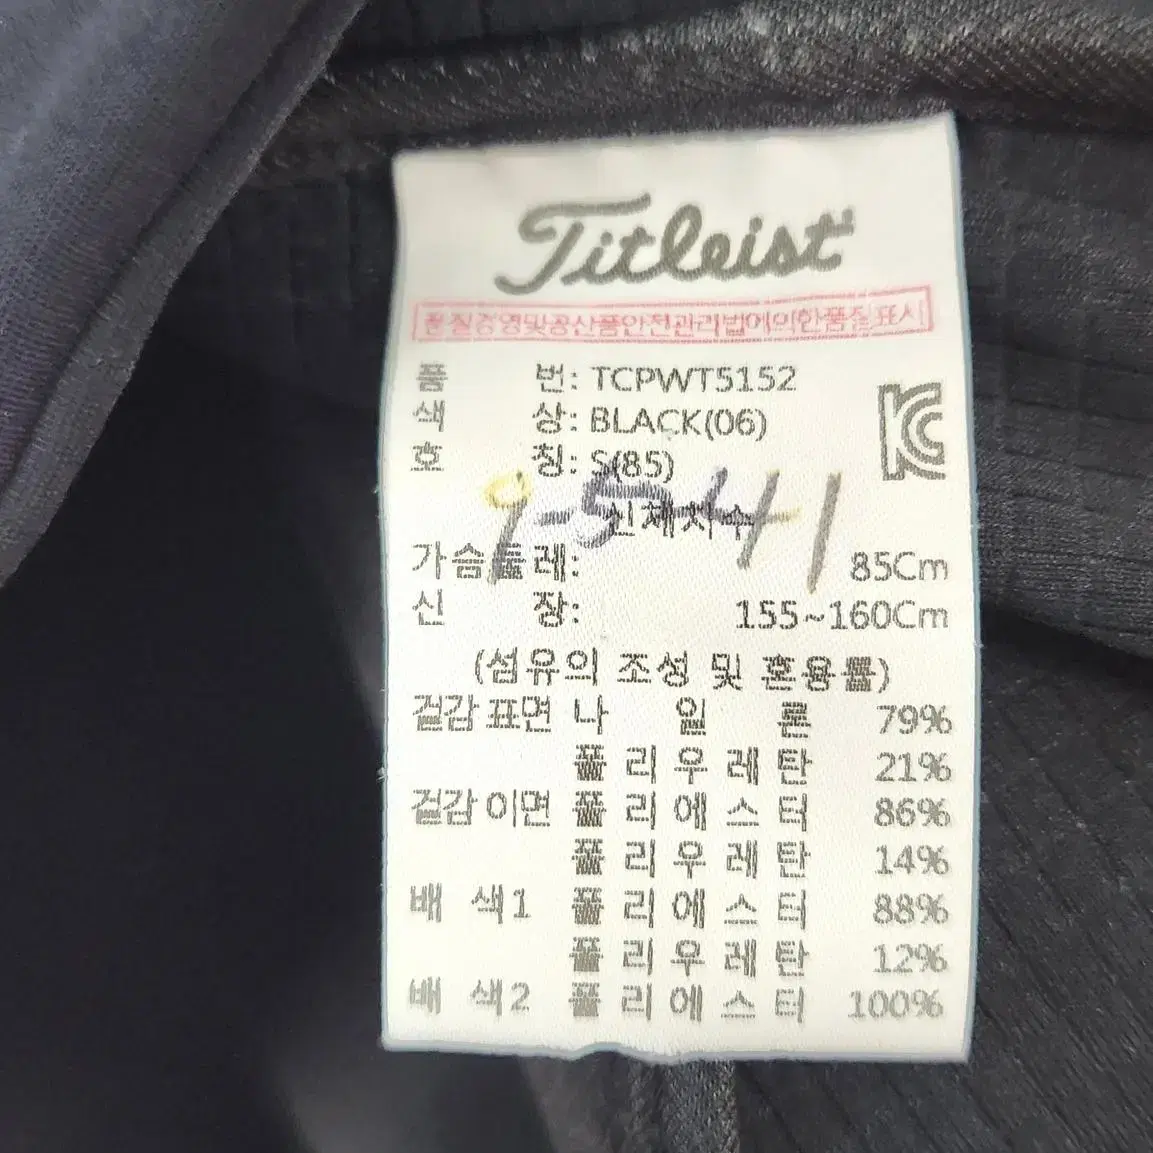 Titleist
품질경영및공산품안전관리법에의한품질표시
품 번: TCPWT5152
색 상: BLACK(06)
호 칭: S(85)
KC
신체치수
가슴둘레: 85Cm
신 장: 155~160Cm
(섬유의 조성 및 혼용률)
겉감 표면 나 일 론 79%
폴 리 우 레 탄 21%
겉감 이면 폴 리 에 스 터 86%
폴 리 우 레 탄 14%
배 색1 폴 리 에 스 터 88%
폴 리 우 레 탄 12%
배 색2 폴 리 에 스 터 100%